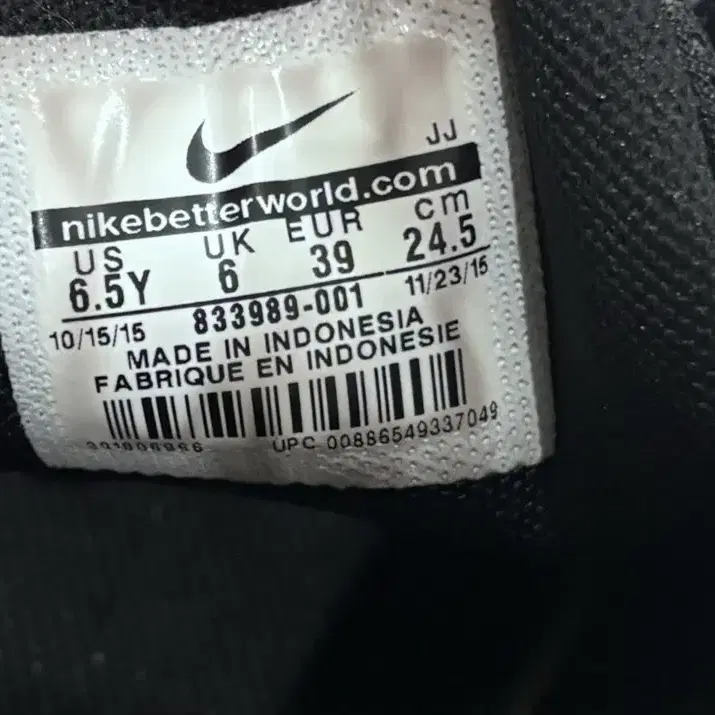 JJ
nikebetterworld.com
US UK EUR cm
6.5Y 6 39 24.5
10/15/15 833989-001 11/23/15
MADE IN INDONESIA
FABRIQUE EN INDONESIE
UPC 00886549337049